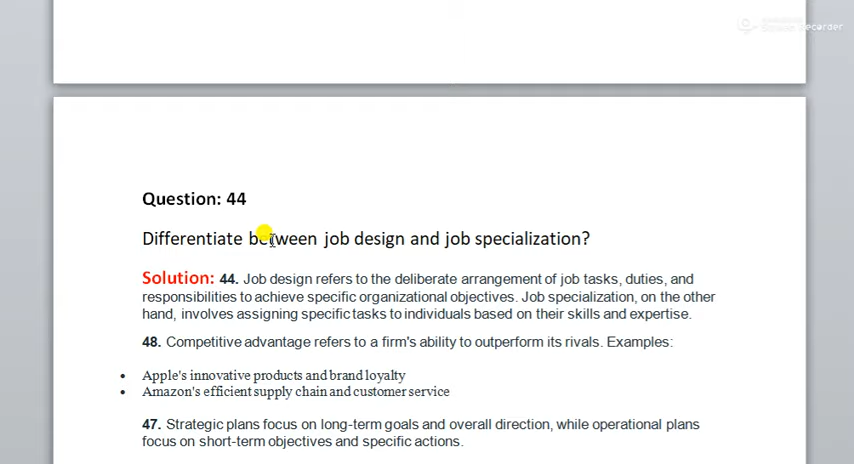 Screen Recorder
Question: 44
Differentiate between job design and job specialization?
Solution: 44. Job design refers to the deliberate arrangement of job tasks, duties, and
responsibilities to achieve specific organizational objectives. Job specialization, on the other
hand, involves assigning specific tasks to individuals based on their skills and expertise.
48. Competitive advantage refers to a firm's ability to outperform its rivals. Examples:
• Apple's innovative products and brand loyalty
• Amazon's efficient supply chain and customer service
47. Strategic plans focus on long-term goals and overall direction, while operational plans
focus on short-term objectives and specific actions.